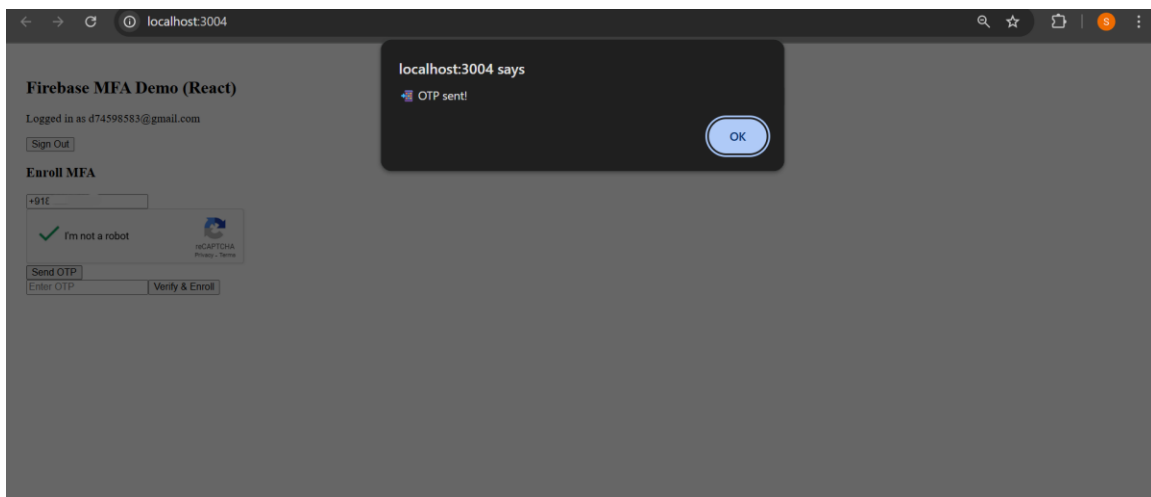 localhost:3004
S
localhost:3004 says
OTP sent!
OK
Firebase MFA Demo (React)
Logged in as d74598583@gmail.com
Sign Out
Enroll MFA
+918
I'm not a robot
reCAPTCHA
Privacy - Terms
Send OTP
Enter OTP Verify & Enroll